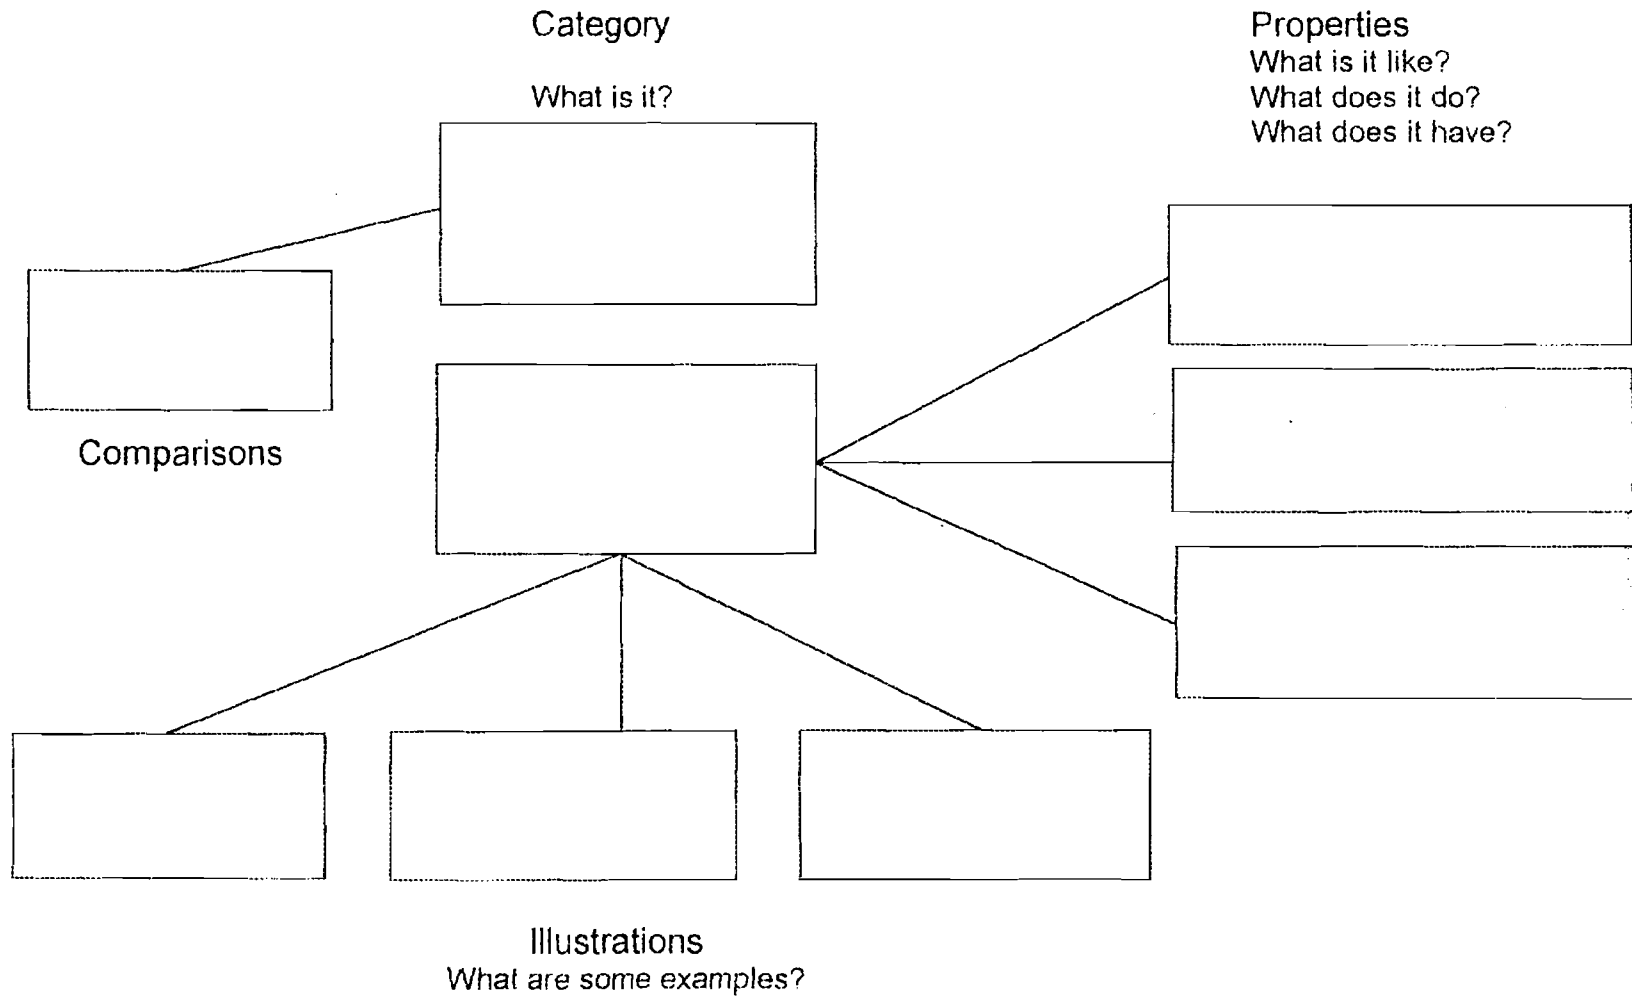 Category
What is it?
Properties
What is it like?
What does it do?
What does it have?
Comparisons
Illustrations
What are some examples?